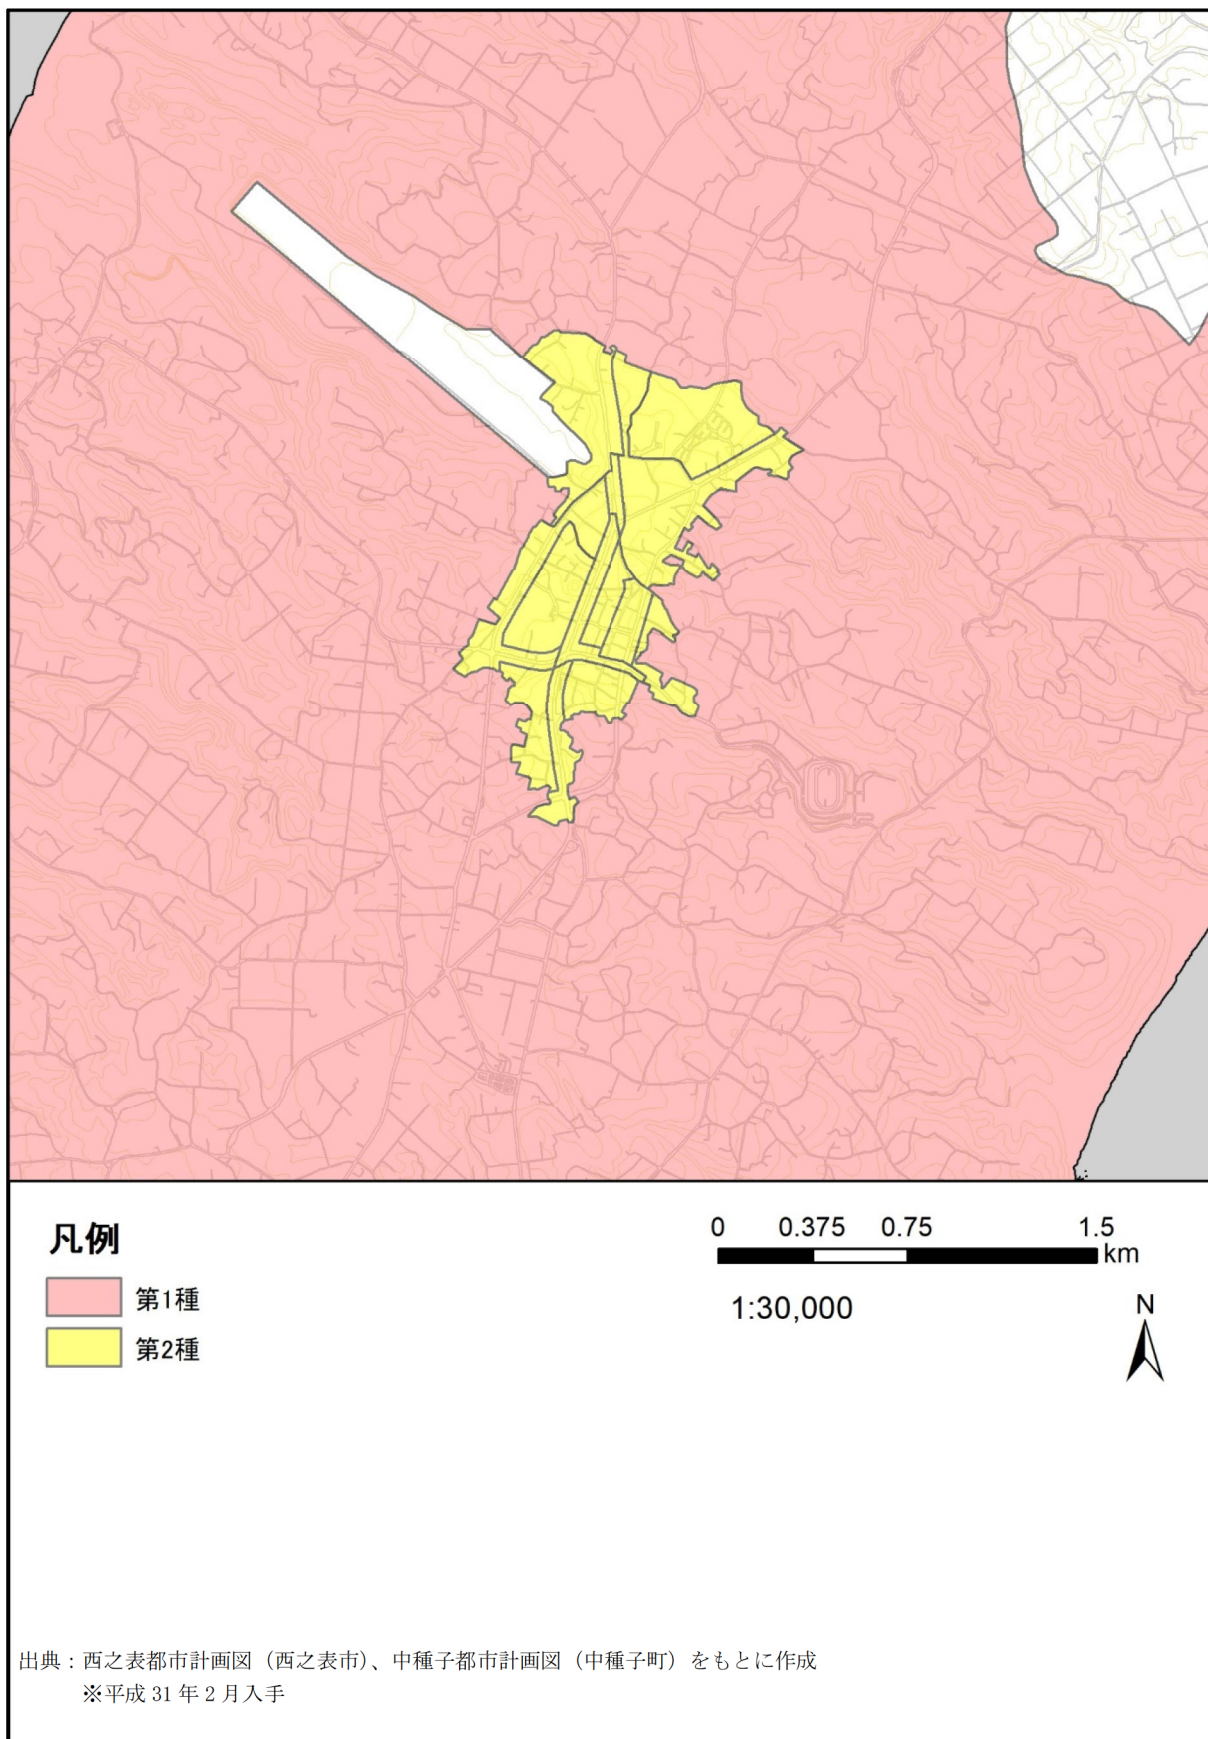 凡例
第1種
第2種
0 0.375 0.75 1.5
km
1:30,000
N
出典：西之表都市計画図（西之表市）、中種子都市計画図（中種子町）をもとに作成
※平成 31 年 2 月入手